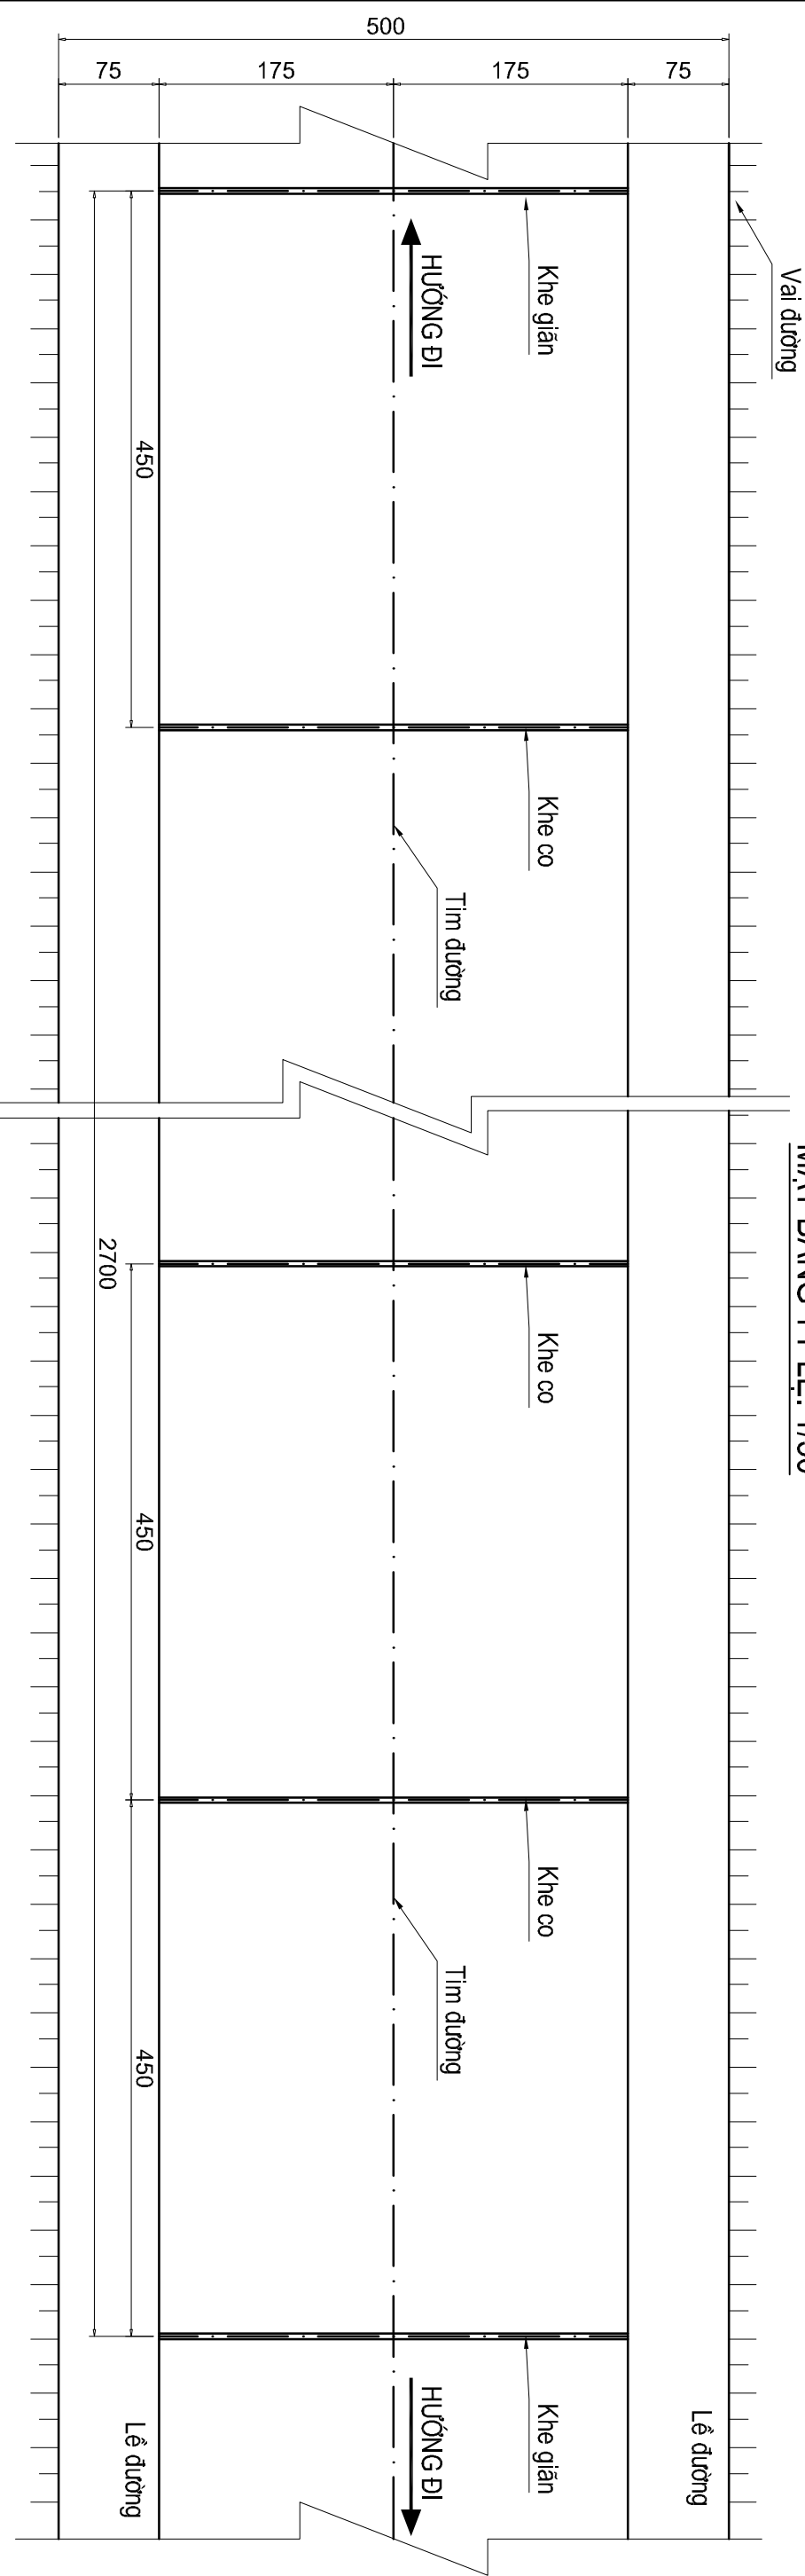 500
75
175
175
75
Vai đường
Khe giãn
HƯỚNG ĐI
450
Khe co
Tim đường
2700
Khe co
450
Khe co
Tim đường
450
Khe giãn
HƯỚNG ĐI
Lề đường
Lề đường